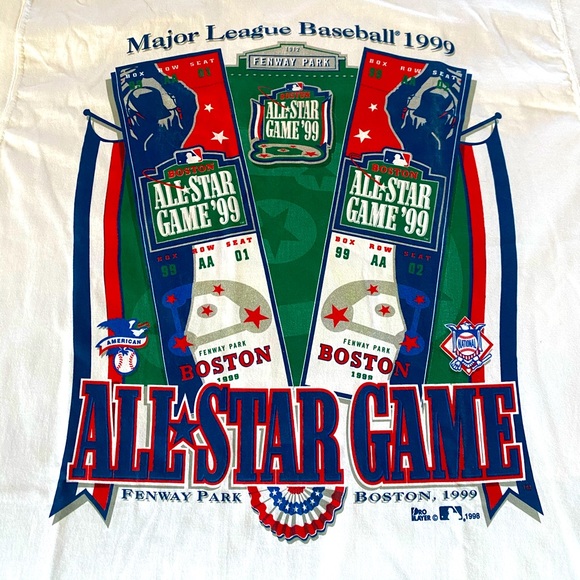 Major League Baseball® 1999
1912
FENWAY PARK
BOX ROW SEAT
BOX ROW SEAT
BOSTON
ALL★STAR
GAME '99
BOSTON
ALL★STAR
GAME '99
BOSTON
ALL★STAR
GAME '99
BOX ROW SEAT
99 AA 01
BOX ROW SEAT
99 AA 02
FENWAY PARK
BOSTON
1999
FENWAY PARK
BOSTON
1999
AMERICAN
NATIONAL
ALL★STAR GAME
FENWAY PARK
BOSTON, 1999
PRO
PLAYER © 1998